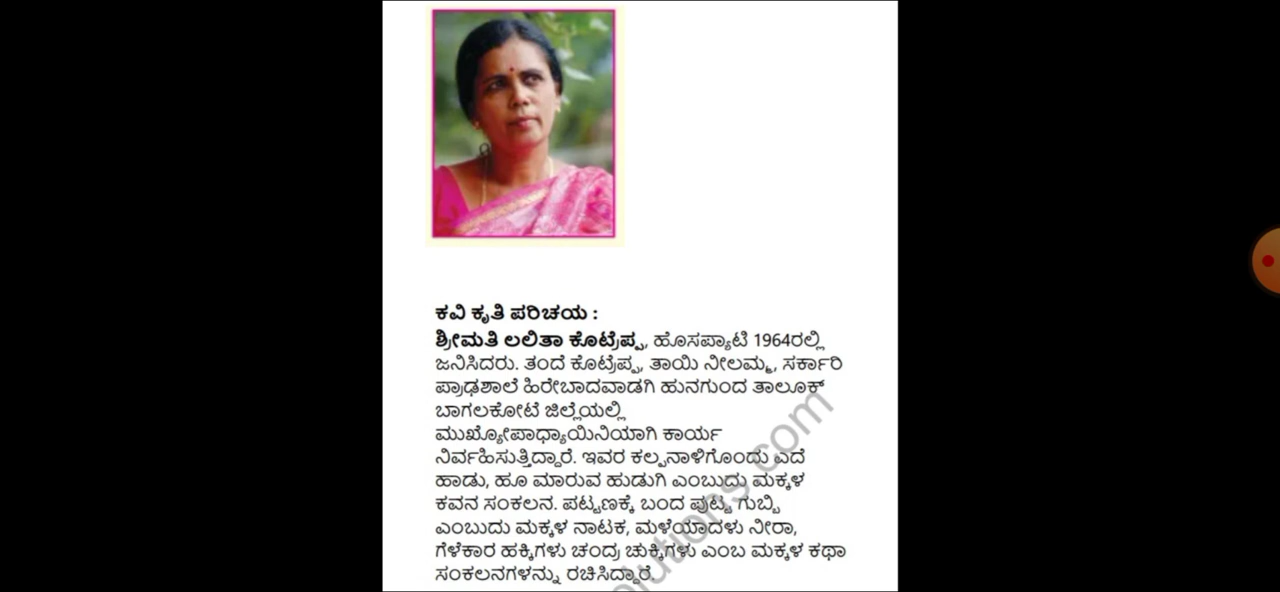 ಕವಿ ಕೃತಿ ಪರಿಚಯ :
ಶ್ರೀಮತಿ ಲಲಿತಾ ಕೊಟ್ರೆಪ್ಪ, ಹೊಸಪ್ಯಾಟಿ 1964ರಲ್ಲಿ
ಜನಿಸಿದರು. ತಂದೆ ಕೊಟ್ರೆಪ್ಪ, ತಾಯಿ ನೀಲಮ್ಮ, ಸರ್ಕಾರಿ
ಪ್ರಾಢಶಾಲೆ ಹಿರೇಬಾದವಾಡಗಿ ಹುನಗುಂದ ತಾಲೂಕ್
ಬಾಗಲಕೋಟೆ ಜಿಲ್ಲೆಯಲ್ಲಿ
ಮುಖ್ಯೋಪಾಧ್ಯಾಯಿನಿಯಾಗಿ ಕಾರ್ಯ
ನಿರ್ವಹಿಸುತ್ತಿದ್ದಾರೆ. ಇವರ ಕಲ್ಪನಾಳಿಗೊಂದು ಎದೆ
ಹಾಡು, ಹೂ ಮಾರುವ ಹುಡುಗಿ ಎಂಬುದು ಮಕ್ಕಳ
ಕವನ ಸಂಕಲನ. ಪಟ್ಟಣಕ್ಕೆ ಬಂದ ಪುಟ್ಟ ಗುಬ್ಬಿ
ಎಂಬುದು ಮಕ್ಕಳ ನಾಟಕ, ಮಳೆಯಾದಳು ನೀರಾ,
ಗೆಳೆಕಾರ ಹಕ್ಕಿಗಳು ಚಂದ್ರ ಚುಕ್ಕಿಗಳು ಎಂಬ ಮಕ್ಕಳ ಕಥಾ
ಸಂಕಲನಗಳನ್ನು ರಚಿಸಿದ್ದಾರೆ.
olutions.com